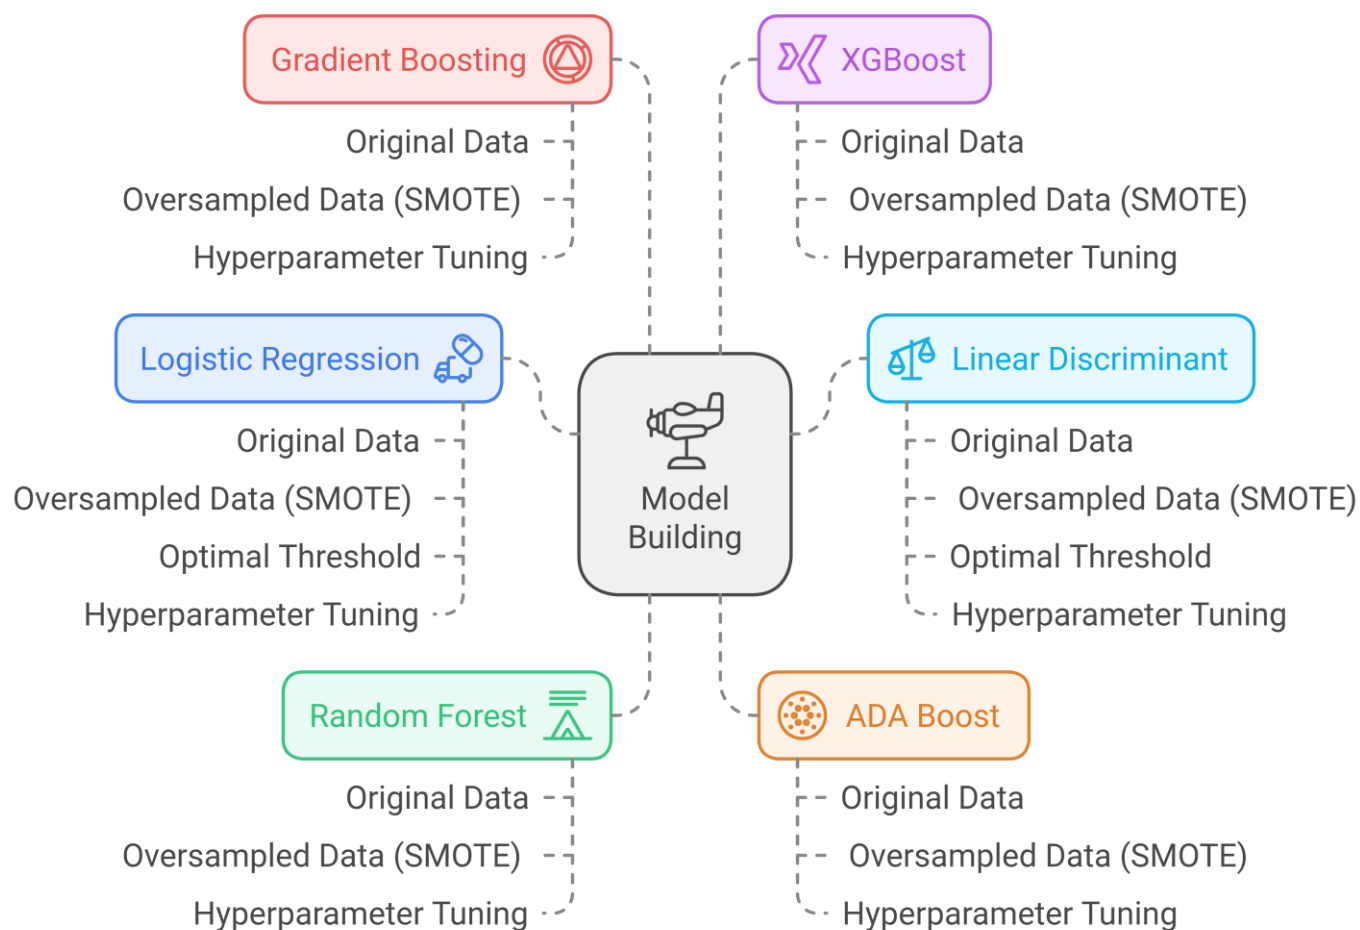 Gradient Boosting
Original Data
Oversampled Data (SMOTE)
Hyperparameter Tuning
XGBoost
Original Data
Oversampled Data (SMOTE)
Hyperparameter Tuning
Logistic Regression
Original Data
Oversampled Data (SMOTE)
Optimal Threshold
Hyperparameter Tuning
Model
Building
Linear Discriminant
Original Data
Oversampled Data (SMOTE)
Optimal Threshold
Hyperparameter Tuning
Random Forest
Original Data
Oversampled Data (SMOTE)
Hyperparameter Tuning
ADA Boost
Original Data
Oversampled Data (SMOTE)
Hyperparameter Tuning